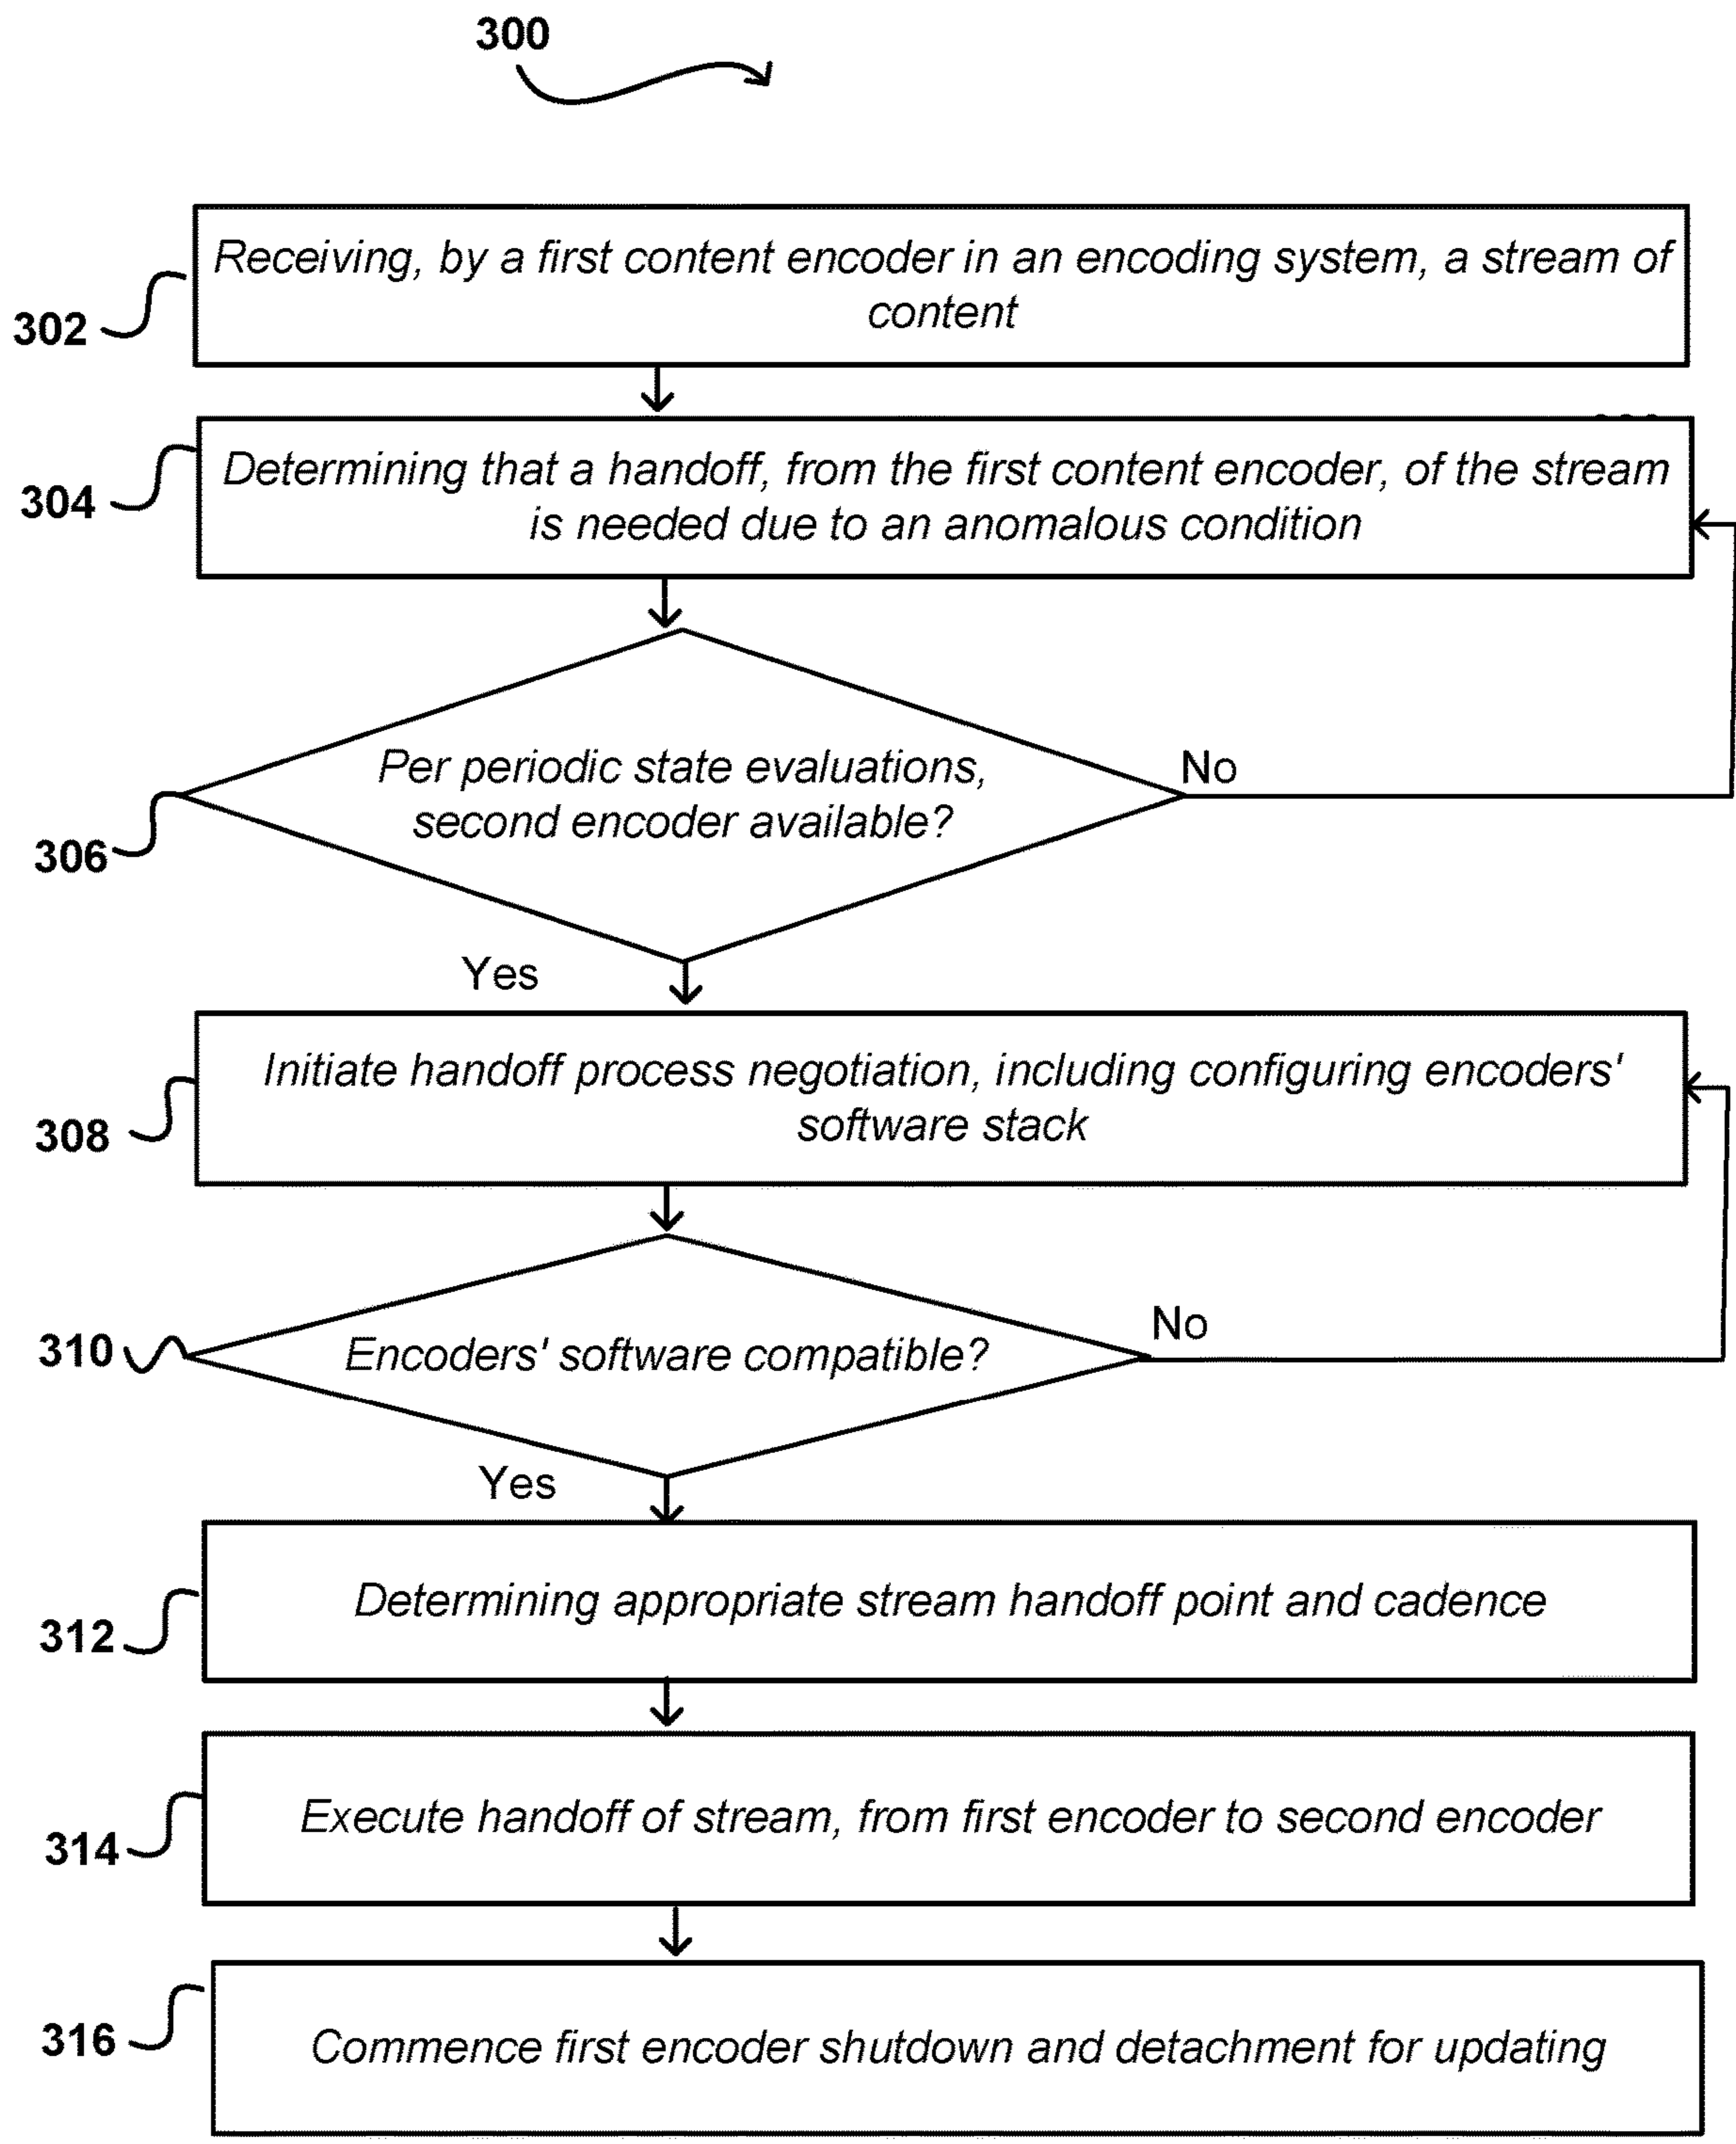 300
Receiving, by a first content encoder in an encoding system, a stream of
content
302
Determining that a handoff, from the first content encoder, of the stream
is needed due to an anomalous condition
304
Per periodic state evaluations,
second encoder available?
No
306
Yes
Initiate handoff process negotiation, including configuring encoders'
software stack
308
Encoders' software compatible?
No
310
Yes
Determining appropriate stream handoff point and cadence
312
Execute handoff of stream, from first encoder to second encoder
314
Commence first encoder shutdown and detachment for updating
316